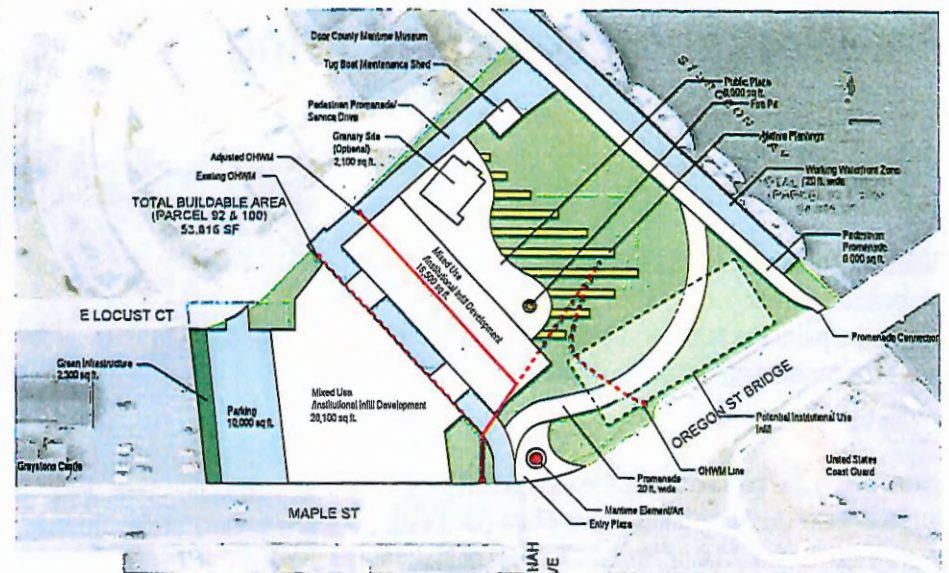 Door County Maritime Museum
Tug Boat Maintenance Shed
Pedestrian Promenade/
Service Drive
Granary Site
(Optional)
2,100 sq.ft.
Adjusted OHWM
Existing OHWM
TOTAL BUILDABLE AREA
(PARCEL 92 & 100)
53,816 SF
Public Plaza
Fire Pit
Native Plantings
Working Waterfront Zone
20 ft. wide
Pedestrian
Promenade
Mixed Use
/Institutional Infill Development
sq.ft.
E LOCUST CT
Promenade Connection
Green Infrastructure
2,500 sq.ft.
Parking
10,000 sq.ft.
Mixed Use
/Institutional Infill Development
sq.ft.
OREGON ST BRIDGE
Potential Institutional Use
Infill
Greystone Castle
Promenade
20 ft. wide
OHWM Line
United States
Coast Guard
Maritime Element/Art
Entry Plaza
MAPLE ST
NAH
VE